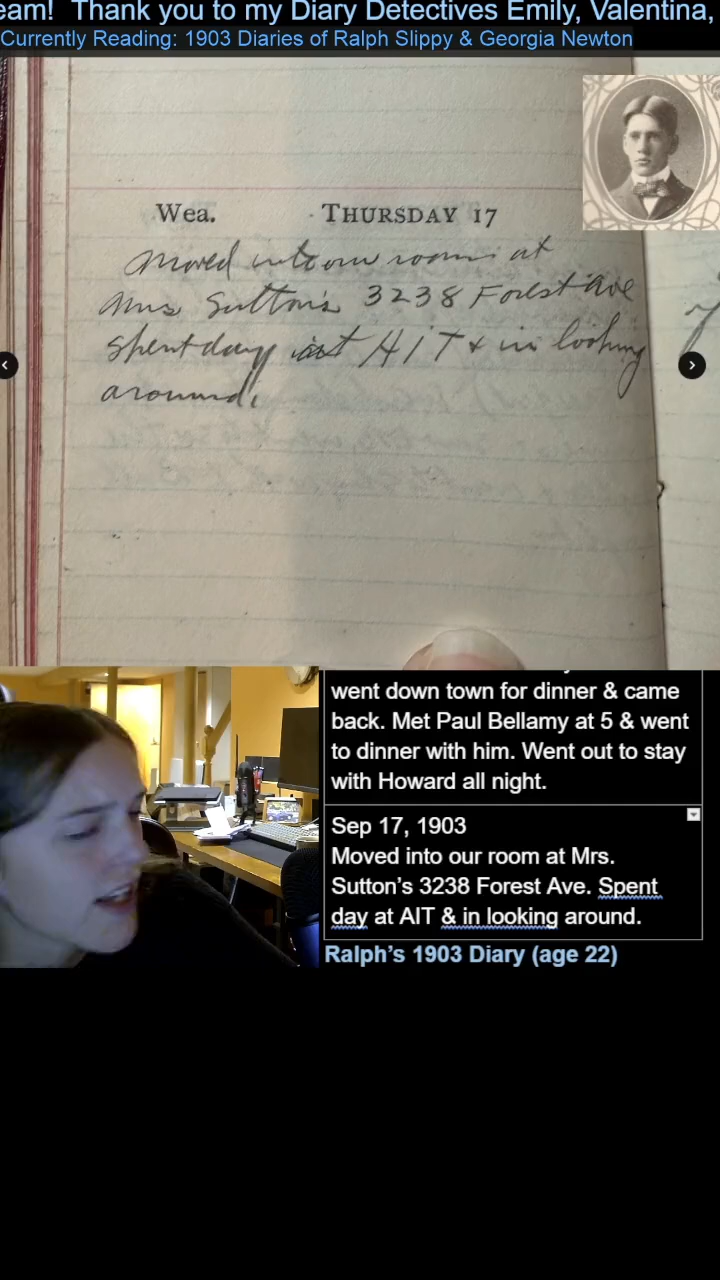 eam!  Thank you to my Diary Detectives Emily, Valentina,
Currently Reading: 1903 Diaries of Ralph Slippy & Georgia Newton
Wea. THURSDAY 17
Moved into our room at
Mrs Sutton's 3238 Forest Ave
Spent day at AIT & in looking
around.
went down town for dinner & came
back. Met Paul Bellamy at 5 & went
to dinner with him. Went out to stay
with Howard all night.
Sep 17, 1903
Moved into our room at Mrs.
Sutton’s 3238 Forest Ave. Spent
day at AIT & in looking around.
Ralph’s 1903 Diary (age 22)